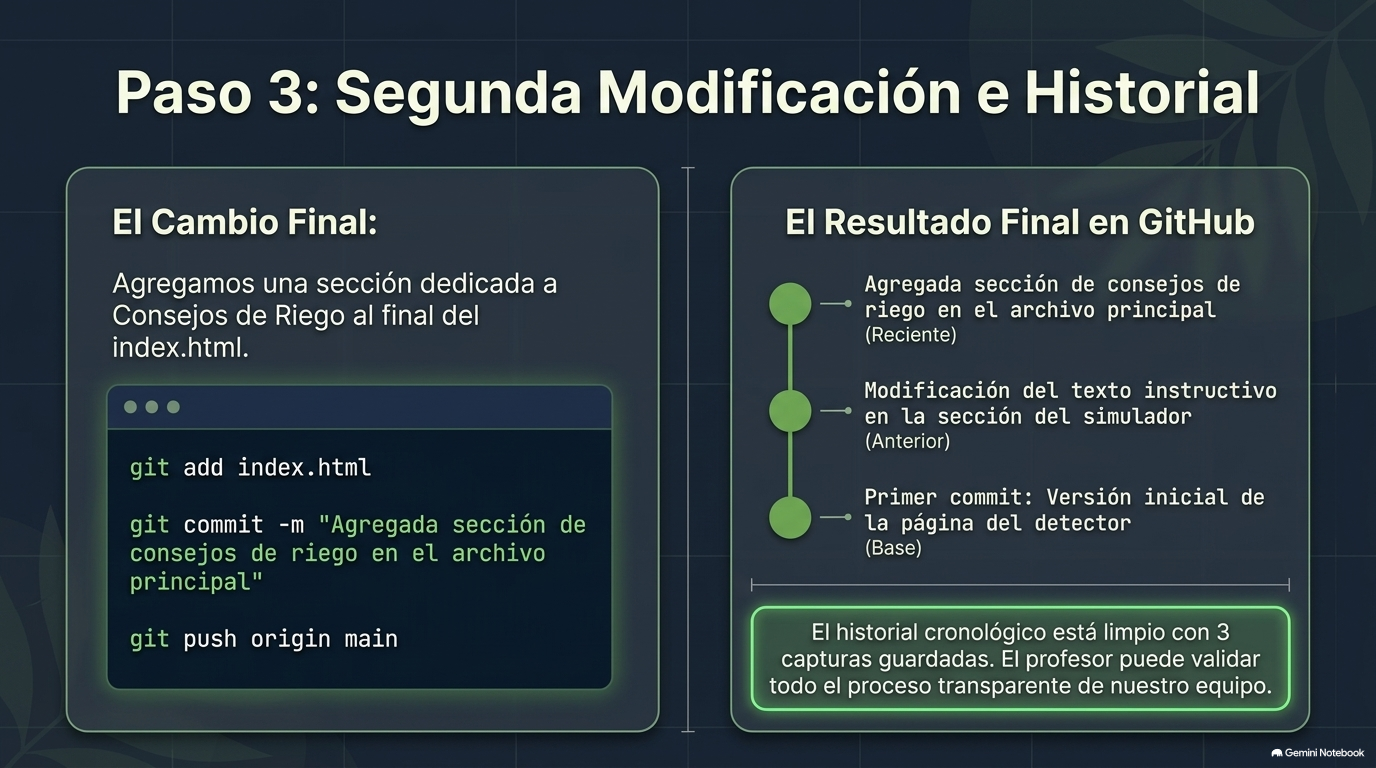 Paso 3: Segunda Modificación e Historial
El Cambio Final:
Agregamos una sección dedicada a
Consejos de Riego al final del
index.html.
git add index.html
git commit -m "Agregada sección de
consejos de riego en el archivo
principal"
git push origin main
El Resultado Final en GitHub
Agregada sección de consejos de
riego en el archivo principal
(Reciente)
Modificación del texto instructivo
en la sección del simulador
(Anterior)
Primer commit: Versión inicial de
la página del detector
(Base)
El historial cronológico está limpio con 3
capturas guardadas. El profesor puede validar
todo el proceso transparente de nuestro equipo.
Gemini Notebook